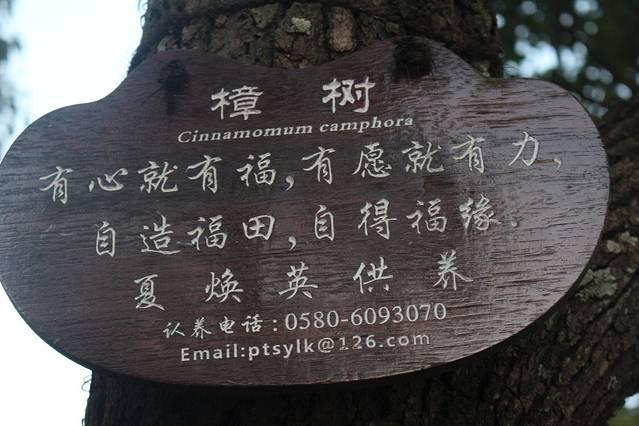 樟树
Cinnamomum camphora
有心就有福,有愿就有力、
自造福田,自得福缘.
夏焕英供养
认养电话:0580-6093070
Email:ptsylk@126.com